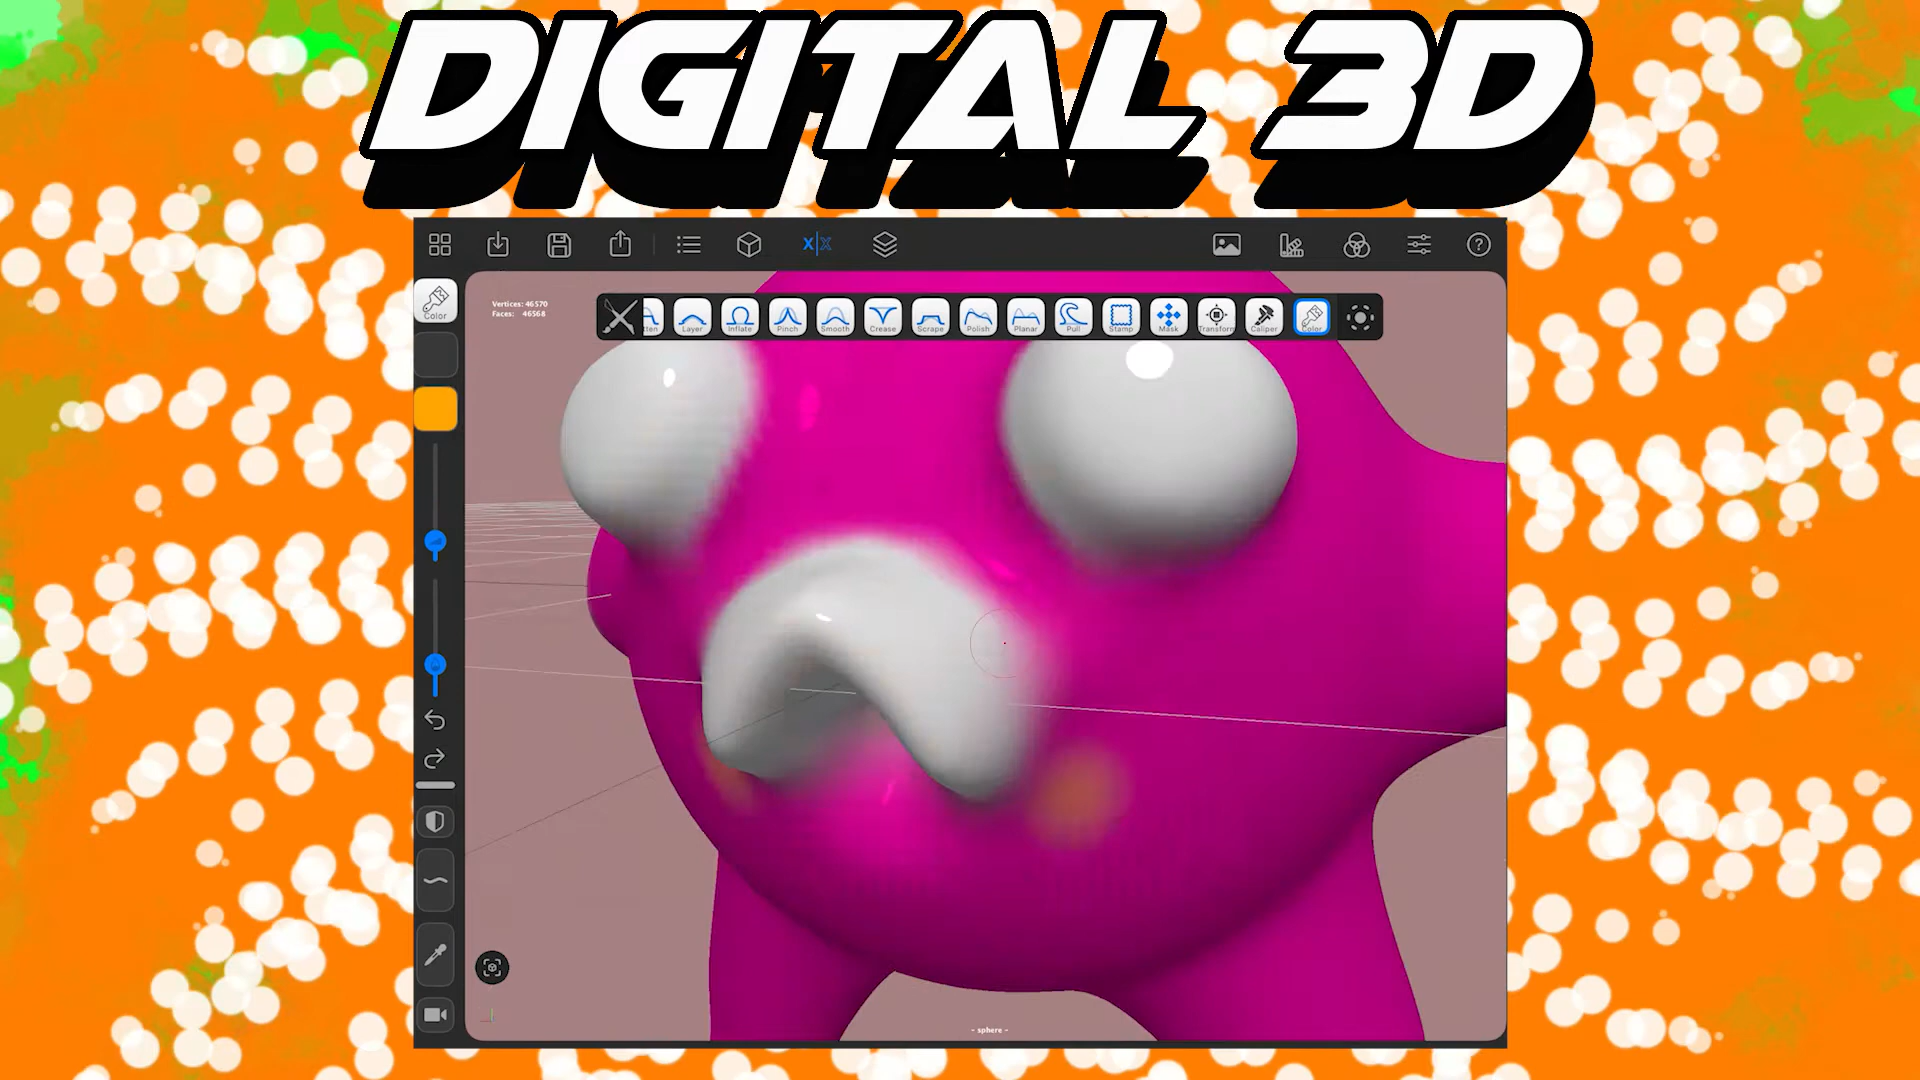 DIGITAL 3D
X|X
Color
Vertices: 46570
Faces: 46568
tten Layer Inflate Pinch Smooth Crease Scrape Polish Planar Pull Stamp Mask Transform Caliper Color
- sphere -